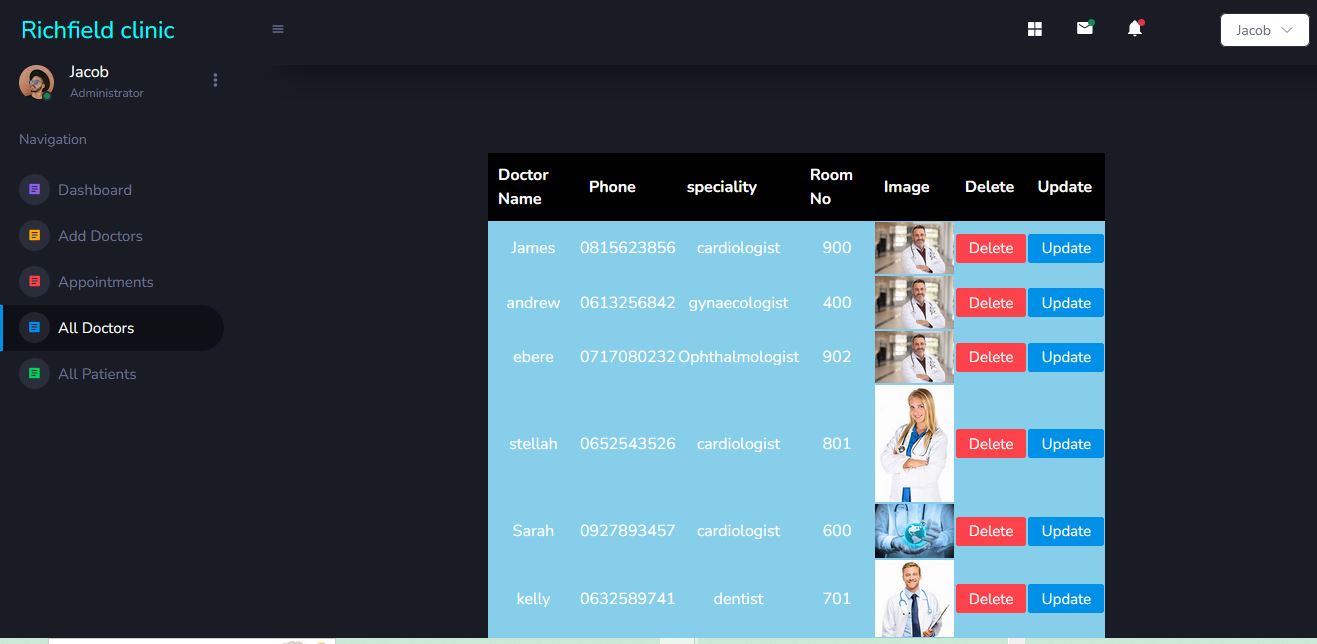 Richfield clinic
Jacob
Jacob
Administrator
Navigation
Dashboard
Add Doctors
Appointments
All Doctors
All Patients
Doctor Name Phone speciality Room No Image Delete Update
James 0815623856 cardiologist 900 Delete Update
andrew 0613256842 gynaecologist 400 Delete Update
ebere 0717080232 Ophthalmologist 902 Delete Update
stellah 0652543526 cardiologist 801 Delete Update
Sarah 0927893457 cardiologist 600 Delete Update
kelly 0632589741 dentist 701 Delete Update